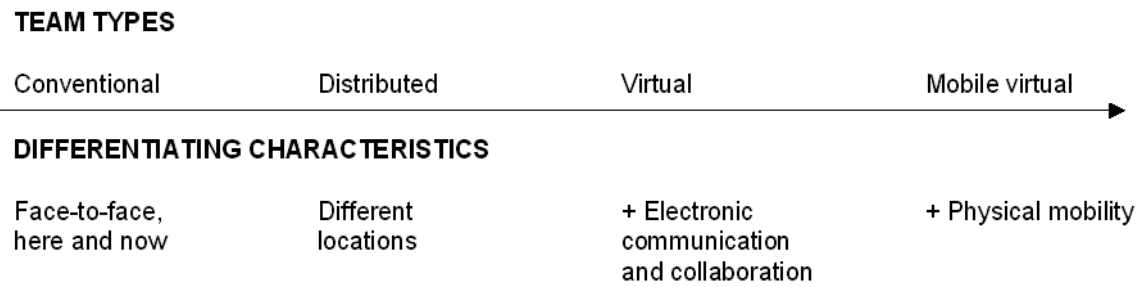 TEAM TYPES
Conventional Distributed Virtual Mobile virtual
DIFFERENTIATING CHARACTERISTICS
Face-to-face, Different + Electronic + Physical mobility
here and now locations communication
and collaboration